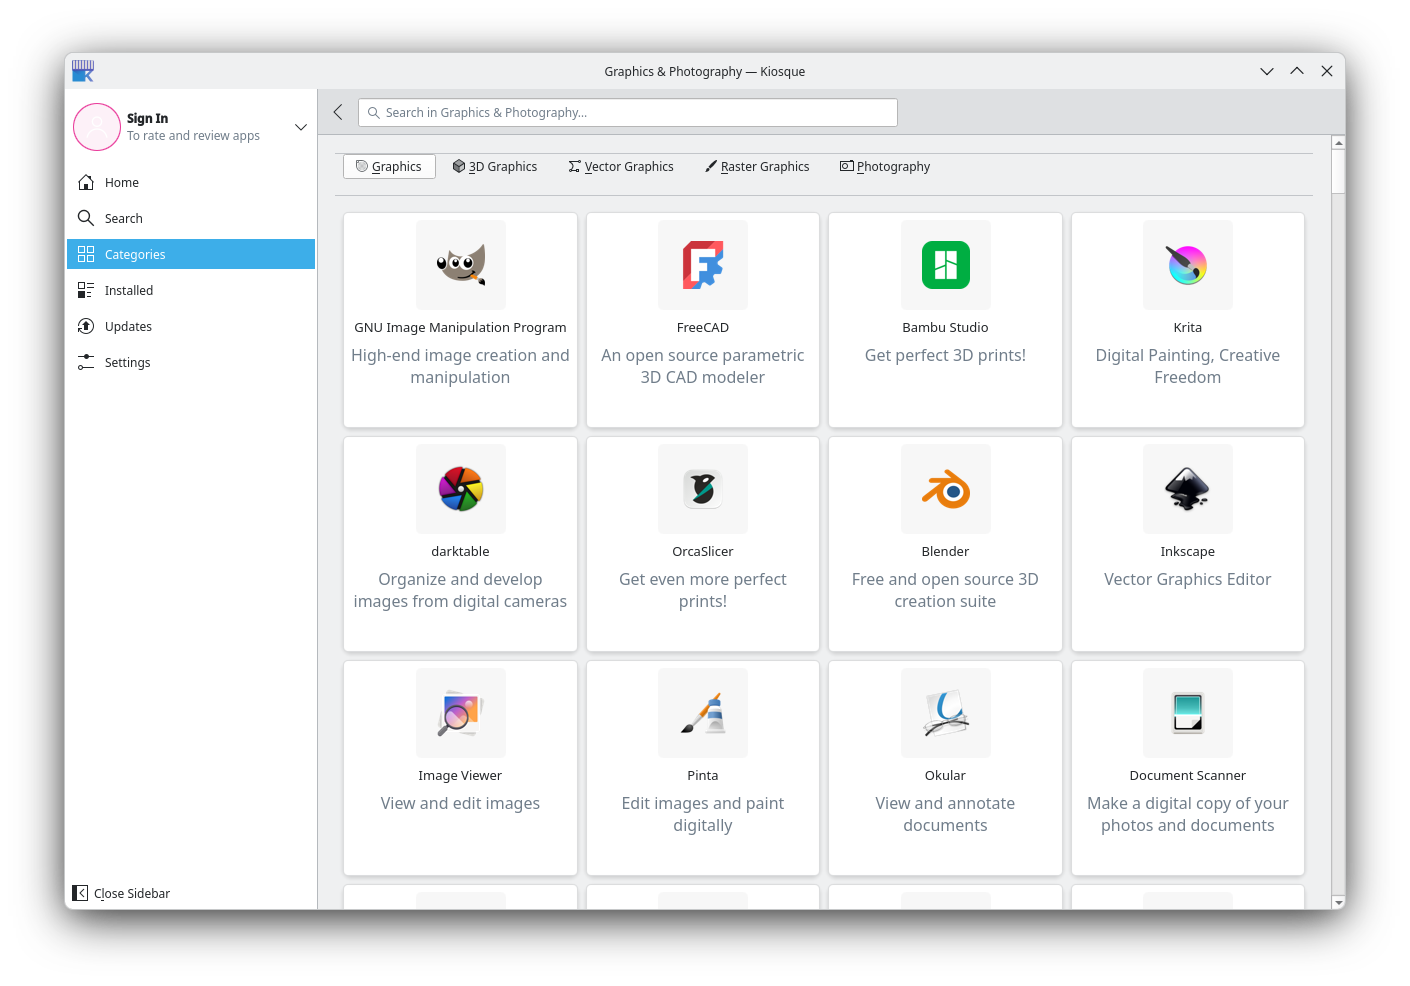 Graphics & Photography — Kiosque
Sign In
To rate and review apps
Home
Search
Categories
Installed
Updates
Settings
Close Sidebar
Search in Graphics & Photography...
Graphics
3D Graphics
Vector Graphics
Raster Graphics
Photography
GNU Image Manipulation Program
High-end image creation and
manipulation
FreeCAD
An open source parametric
3D CAD modeler
Bambu Studio
Get perfect 3D prints!
Krita
Digital Painting, Creative
Freedom
darktable
Organize and develop
images from digital cameras
OrcaSlicer
Get even more perfect
prints!
Blender
Free and open source 3D
creation suite
Inkscape
Vector Graphics Editor
Image Viewer
View and edit images
Pinta
Edit images and paint
digitally
Okular
View and annotate
documents
Document Scanner
Make a digital copy of your
photos and documents